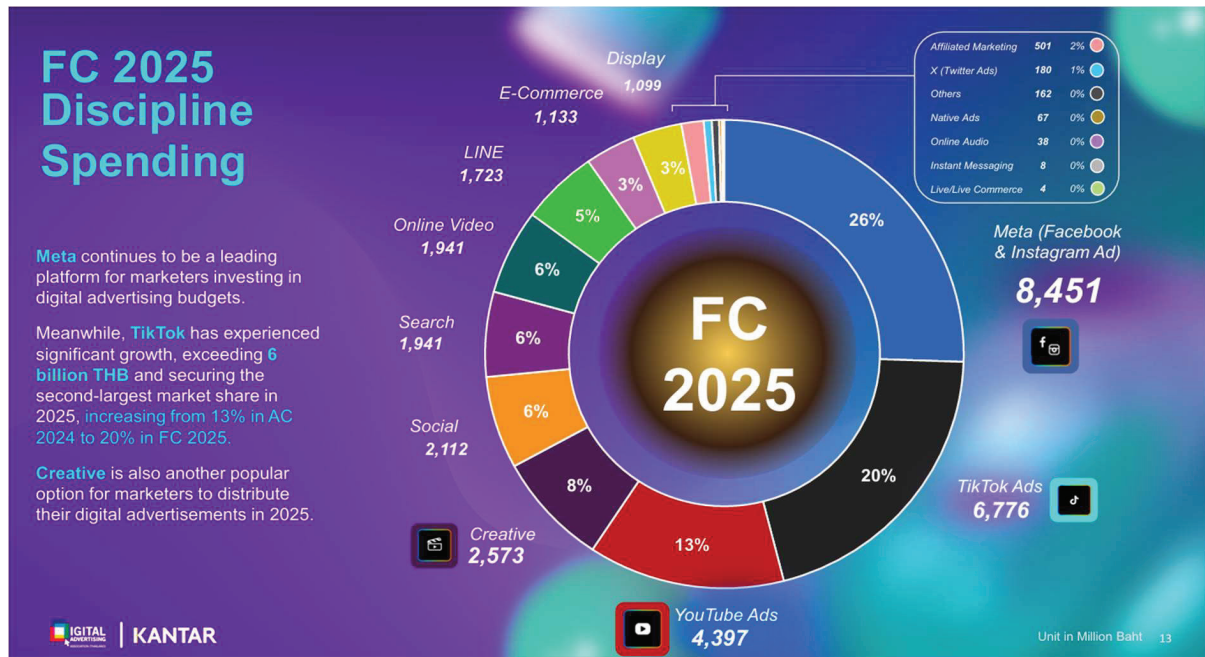 FC 2025
Discipline
Spending
Meta continues to be a leading
platform for marketers investing in
digital advertising budgets.
Meanwhile, TikTok has experienced
significant growth, exceeding 6
billion THB and securing the
second-largest market share in
2025, increasing from 13% in AC
2024 to 20% in FC 2025.
Creative is also another popular
option for marketers to distribute
their digital advertisements in 2025.
Display
1,099
E-Commerce
1,133
LINE
1,723
Online Video
1,941
Search
1,941
Social
2,112
Creative
2,573
YouTube Ads
4,397
TikTok Ads
6,776
Meta (Facebook
& Instagram Ad)
8,451
26%
20%
13%
8%
6%
6%
6%
5%
3%
3%
FC
2025
Affiliated Marketing 501 2%
X (Twitter Ads) 180 1%
Others 162 0%
Native Ads 67 0%
Online Audio 38 0%
Instant Messaging 8 0%
Live/Live Commerce 4 0%
DIGITAL
ADVERTISING
KANTAR
Unit in Million Baht 13